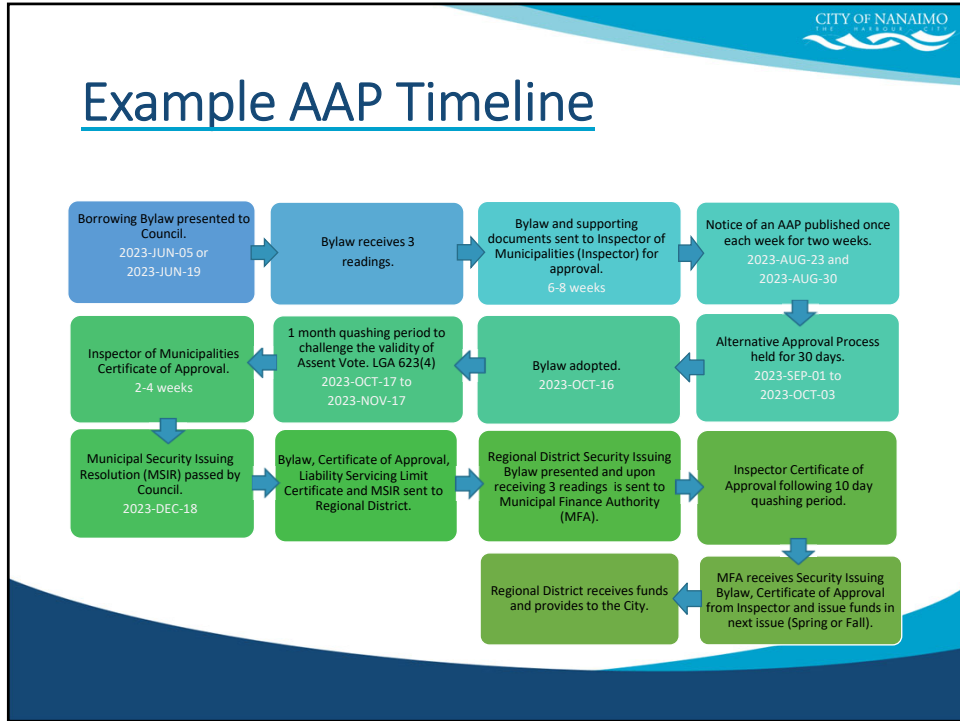 CITY OF NANAIMO
THE HARBOUR CITY
Example AAP Timeline
Borrowing Bylaw presented to
Council.
2023-JUN-05 or
2023-JUN-19
Bylaw receives 3
readings.
Bylaw and supporting
documents sent to Inspector of
Municipalities (Inspector) for
approval.
6-8 weeks
Notice of an AAP published once
each week for two weeks.
2023-AUG-23 and
2023-AUG-30
Alternative Approval Process
held for 30 days.
2023-SEP-01 to
2023-OCT-03
Bylaw adopted.
2023-OCT-16
1 month quashing period to
challenge the validity of
Assent Vote. LGA 623(4)
2023-OCT-17 to
2023-NOV-17
Inspector of Municipalities
Certificate of Approval.
2-4 weeks
Municipal Security Issuing
Resolution (MSIR) passed by
Council.
2023-DEC-18
Bylaw, Certificate of Approval,
Liability Servicing Limit
Certificate and MSIR sent to
Regional District.
Regional District Security Issuing
Bylaw presented and upon
receiving 3 readings is sent to
Municipal Finance Authority
(MFA).
Inspector Certificate of
Approval following 10 day
quashing period.
MFA receives Security Issuing
Bylaw, Certificate of Approval
from Inspector and issue funds in
next issue (Spring or Fall).
Regional District receives funds
and provides to the City.